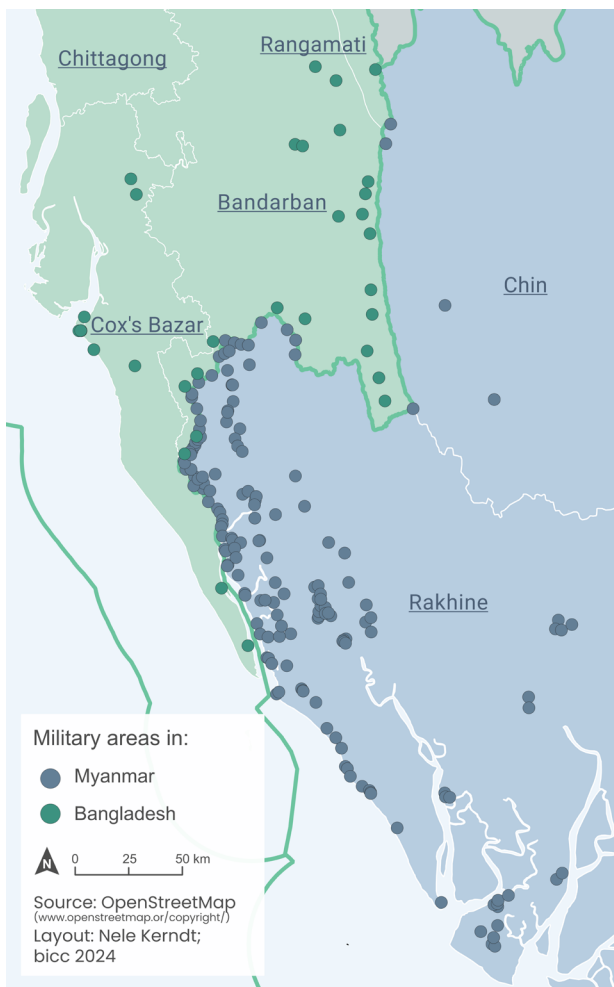 Rangamati
Chittagong
Bandarban
Chin
Cox's Bazar
Rakhine
Military areas in:
Myanmar
Bangladesh
N
0 25 50 km
Source: OpenStreetMap
(www.openstreetmap.or/copyright/)
Layout: Nele Kerndt;
bicc 2024